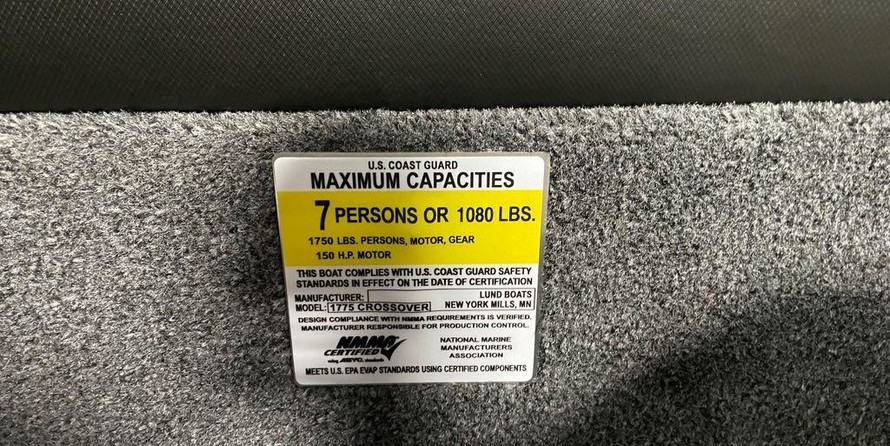 U.S. COAST GUARD
MAXIMUM CAPACITIES
7 PERSONS OR 1080 LBS.
1750 LBS. PERSONS, MOTOR, GEAR
150 H.P. MOTOR
THIS BOAT COMPLIES WITH U.S. COAST GUARD SAFETY
STANDARDS IN EFFECT ON THE DATE OF CERTIFICATION
MANUFACTURER: LUND BOATS
MODEL: 1775 CROSSOVER NEW YORK MILLS, MN
DESIGN COMPLIANCE WITH NMMA REQUIREMENTS IS VERIFIED.
MANUFACTURER RESPONSIBLE FOR PRODUCTION CONTROL.
NMMA
CERTIFIED
using ABYC standards
NATIONAL MARINE
MANUFACTURERS
ASSOCIATION
MEETS U.S. EPA EVAP STANDARDS USING CERTIFIED COMPONENTS